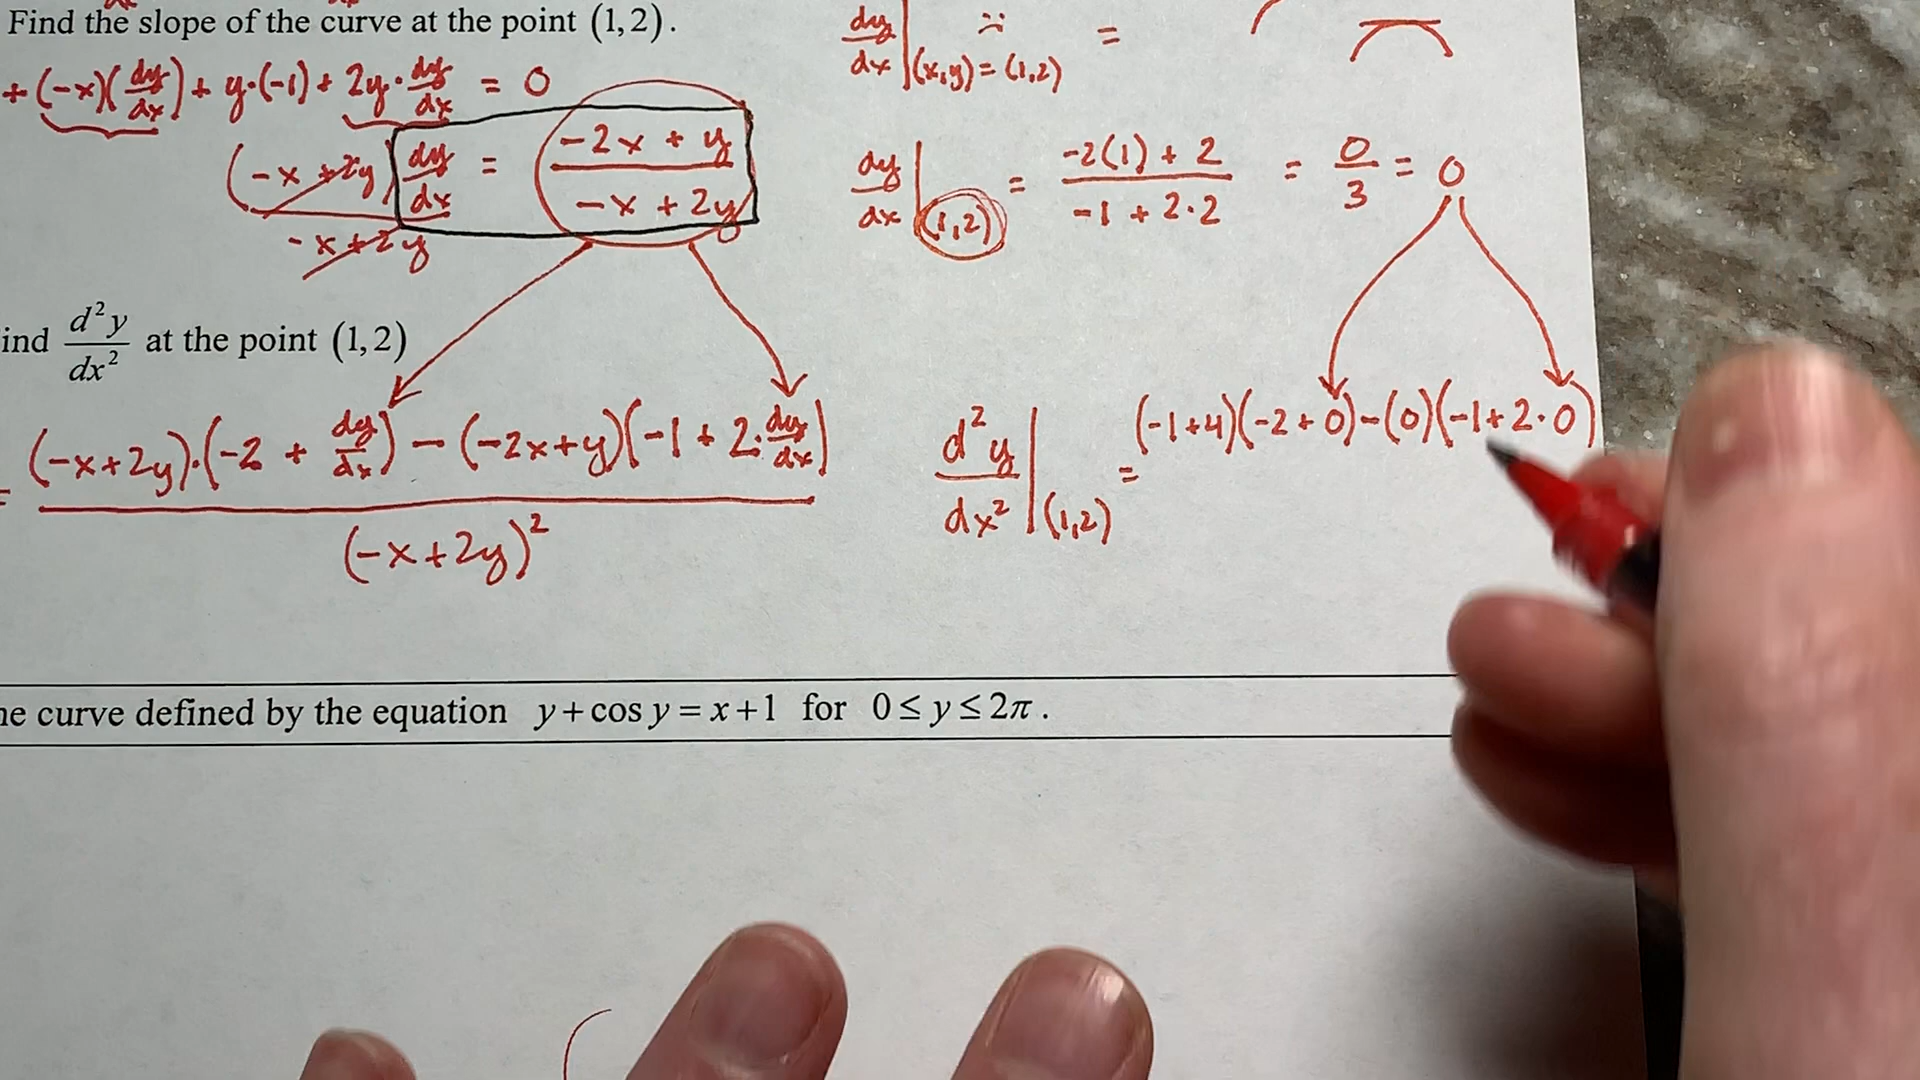 Find the slope of the curve at the point (1, 2).
+ (-x)(dy/dx) + y·(-1) + 2y·dy/dx = 0
(-x + 2y) dy/dx = (-2x + y)/(-x + 2y)
-x + 2y
dy/dx |(x,y) = (1,2) =
dy/dx |(1,2) = (-2(1) + 2)/(-1 + 2·2) = 0/3 = 0
ind d²y/dx² at the point (1, 2)
= ((-x+2y)·(-2 + dy/dx) - (-2x+y)(-1 + 2·dy/dx))/(-x+2y)²
d²y/dx² |(1,2) = (-1+4)(-2+0)-(0)(-1+2·0)
ne curve defined by the equation y + cos y = x + 1 for 0 ≤ y ≤ 2π.